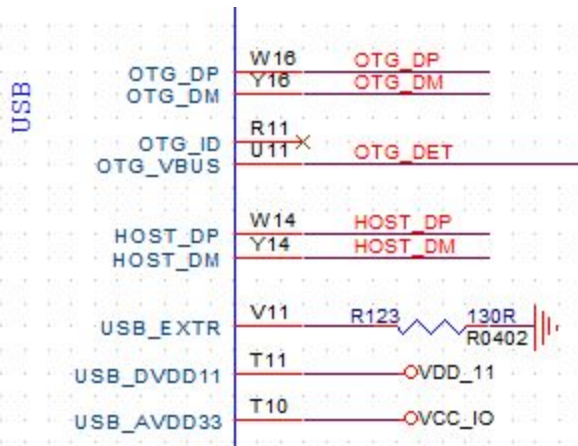 USB
OTG_DP W16 OTG_DP
OTG_DM Y16 OTG_DM
OTG_ID R11
OTG_VBUS U11 OTG_DET
HOST_DP W14 HOST_DP
HOST_DM Y14 HOST_DM
USB_EXTR V11 R123 130R
R0402
USB_DVDD11 T11 VDD_11
USB_AVDD33 T10 VCC_IO